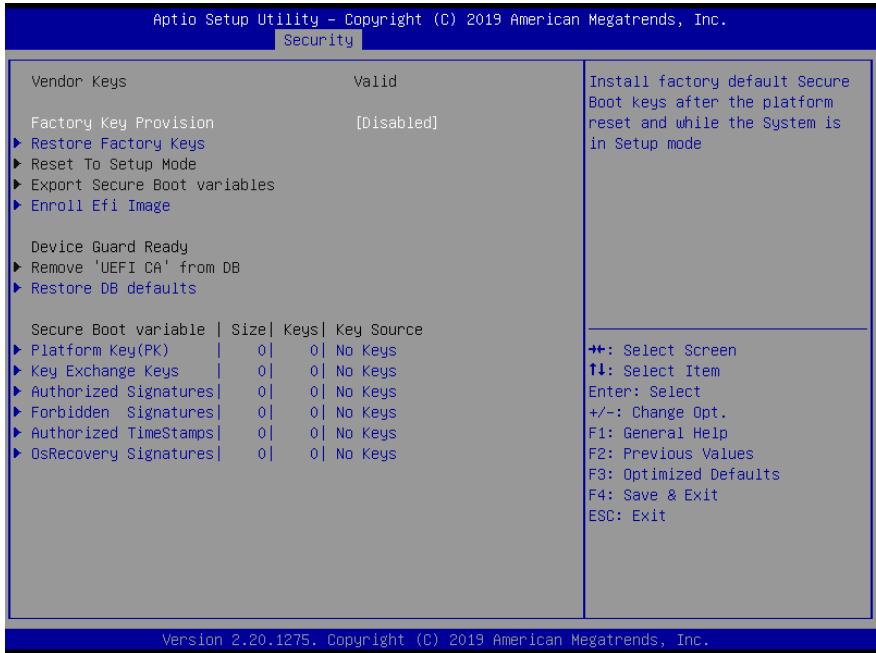 Aptio Setup Utility – Copyright (C) 2019 American Megatrends, Inc.
Security
Vendor Keys Valid
Factory Key Provision [Disabled]
Restore Factory Keys
Reset To Setup Mode
Export Secure Boot variables
Enroll Efi Image
Device Guard Ready
Remove 'UEFI CA' from DB
Restore DB defaults
Secure Boot variable | Size| Keys| Key Source
Platform Key(PK) | 0| 0| No Keys
Key Exchange Keys | 0| 0| No Keys
Authorized Signatures| 0| 0| No Keys
Forbidden Signatures| 0| 0| No Keys
Authorized TimeStamps| 0| 0| No Keys
OsRecovery Signatures| 0| 0| No Keys
Install factory default Secure
Boot keys after the platform
reset and while the System is
in Setup mode
→←: Select Screen
↑↓: Select Item
Enter: Select
+/-: Change Opt.
F1: General Help
F2: Previous Values
F3: Optimized Defaults
F4: Save & Exit
ESC: Exit
Version 2.20.1275. Copyright (C) 2019 American Megatrends, Inc.